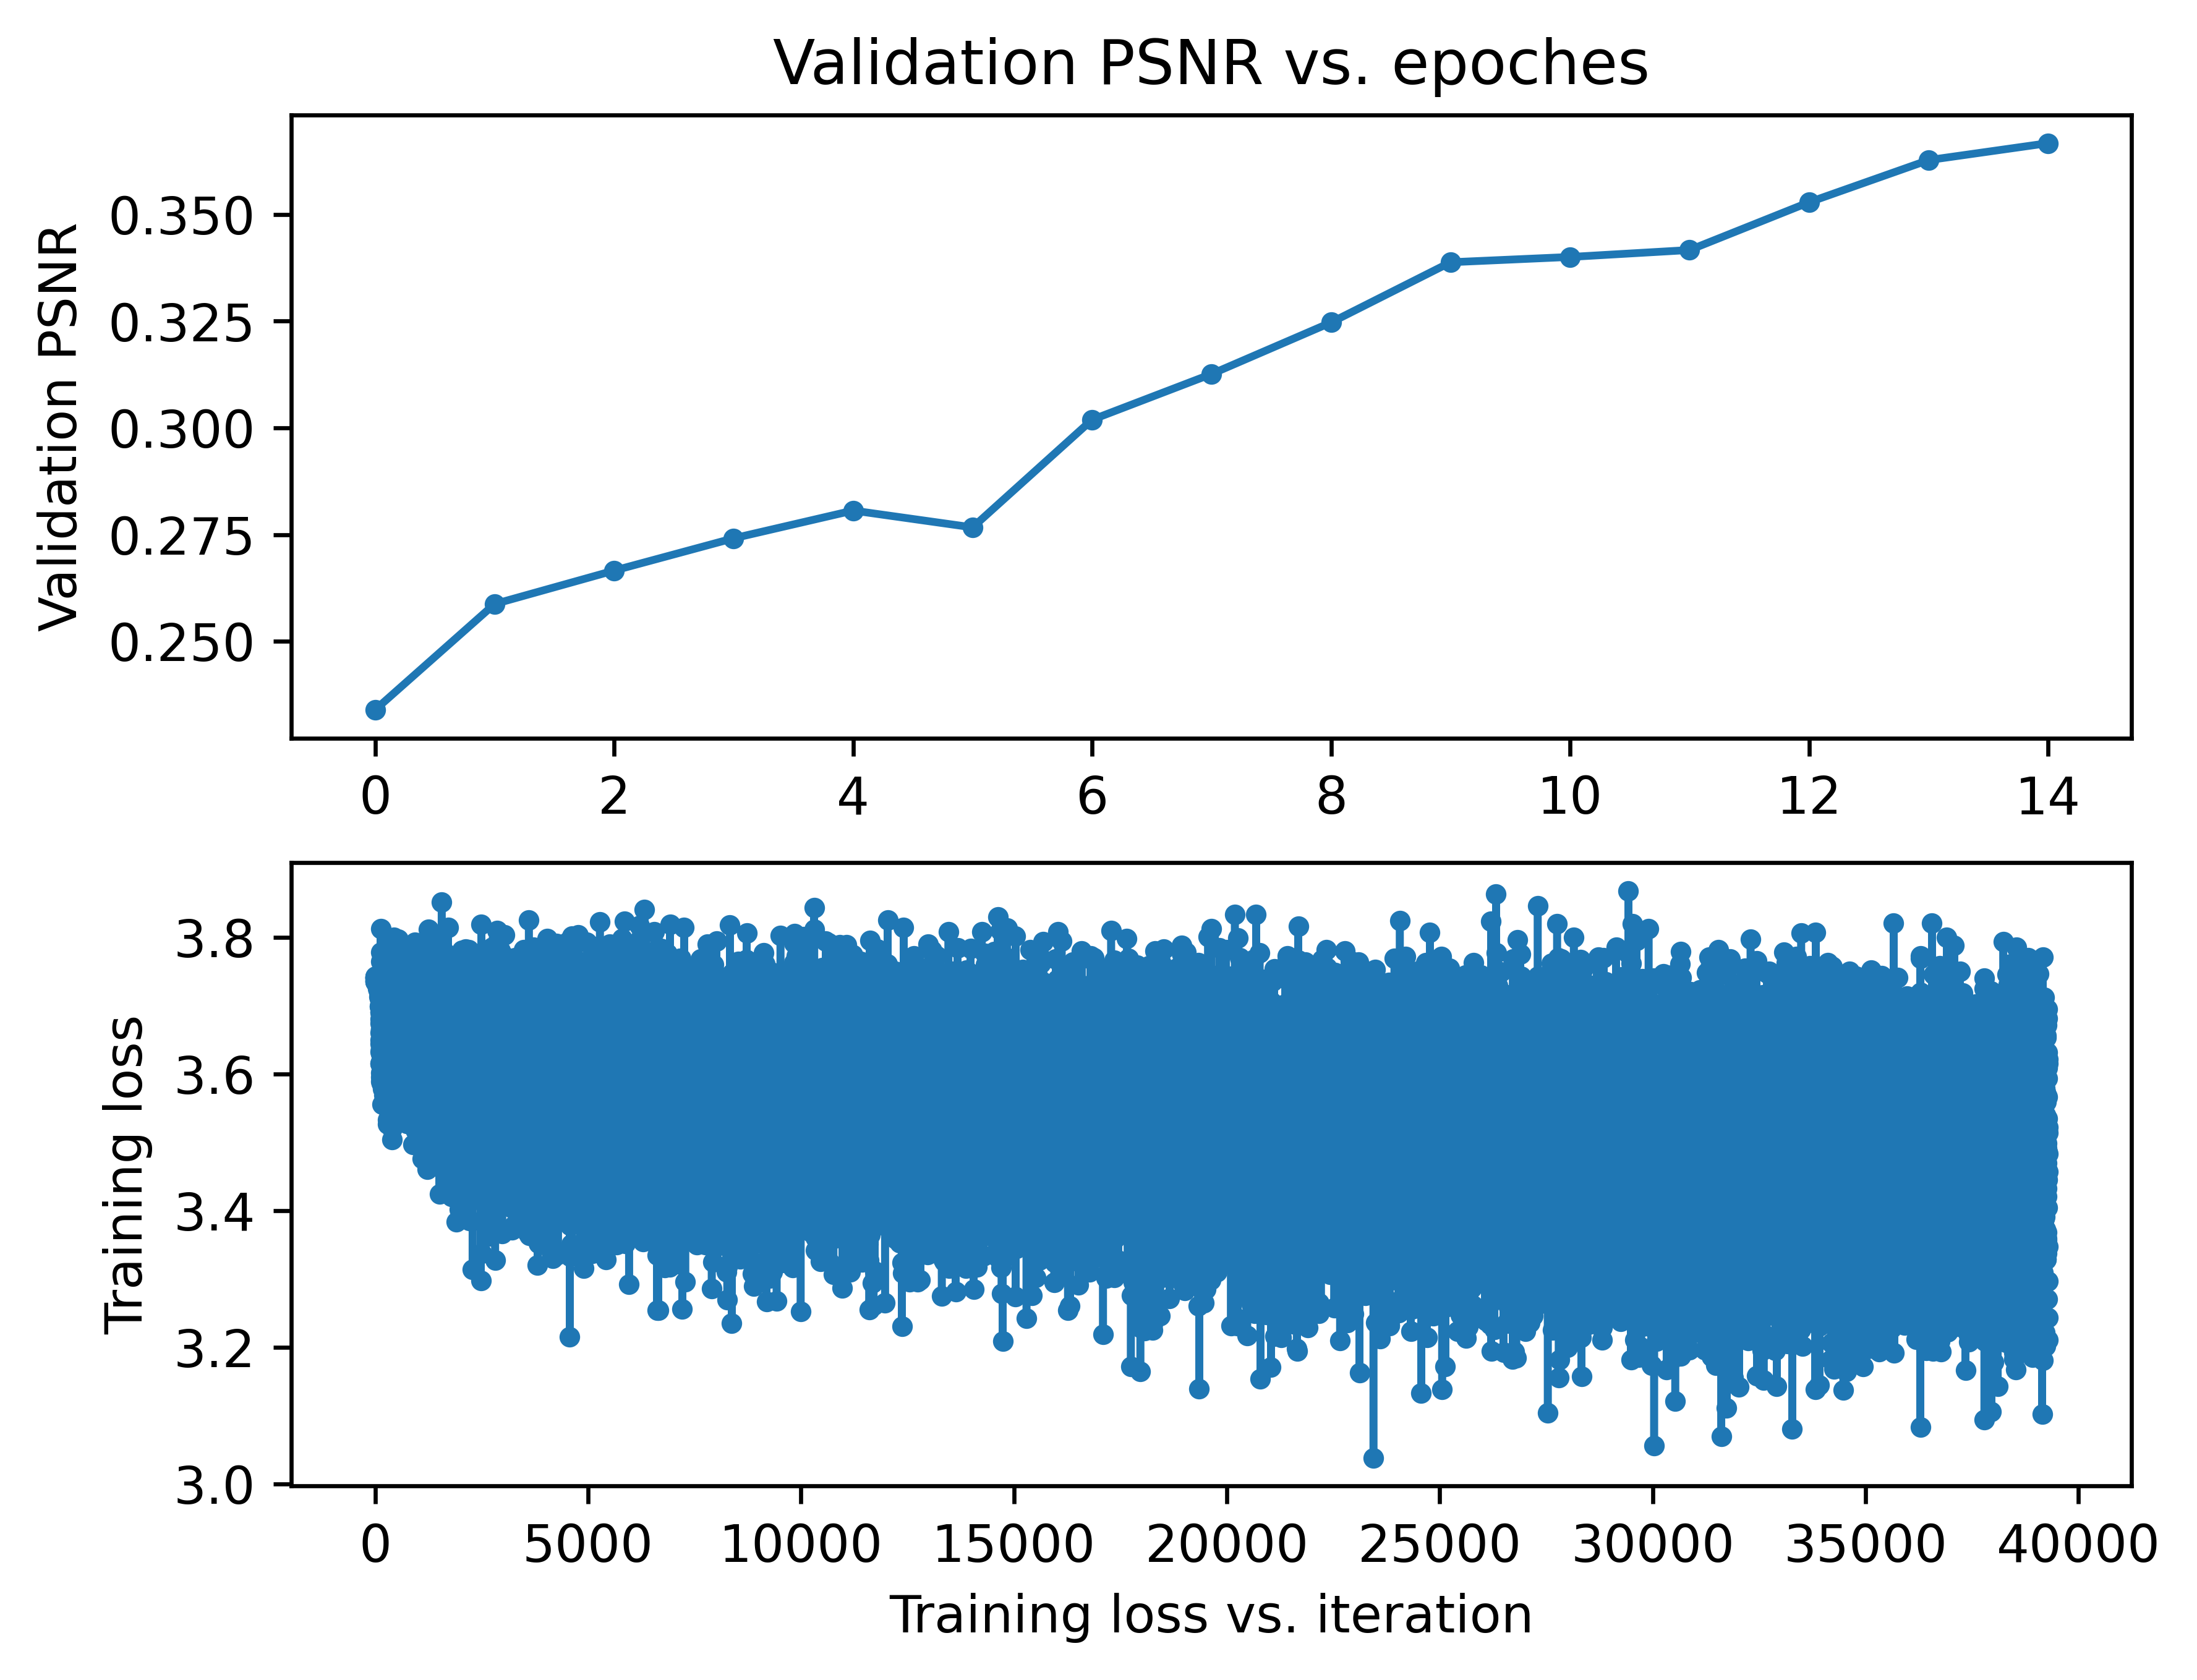 Validation PSNR vs. epoches
Validation PSNR
0.350
0.325
0.300
0.275
0.250
0 2 4 6 8 10 12 14
Training loss
3.8
3.6
3.4
3.2
3.0
0 5000 10000 15000 20000 25000 30000 35000 40000
Training loss vs. iteration